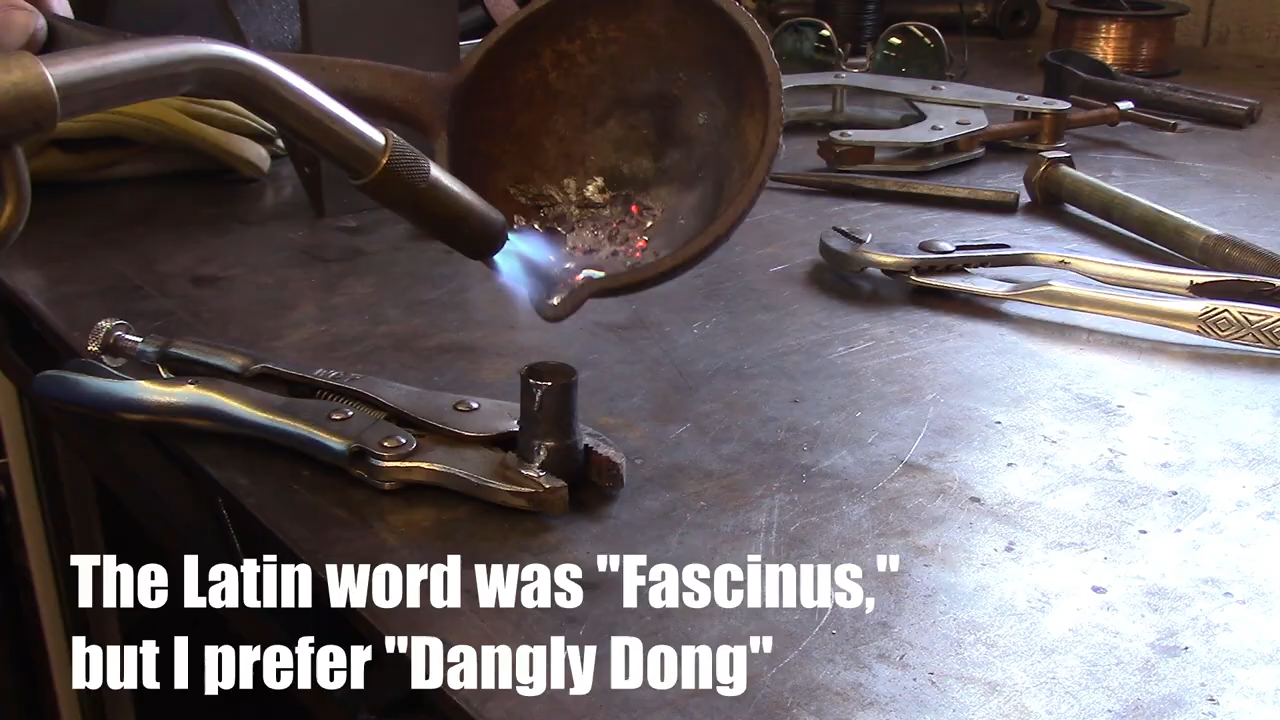 The Latin word was "Fascinus,"
but I prefer "Dangly Dong"